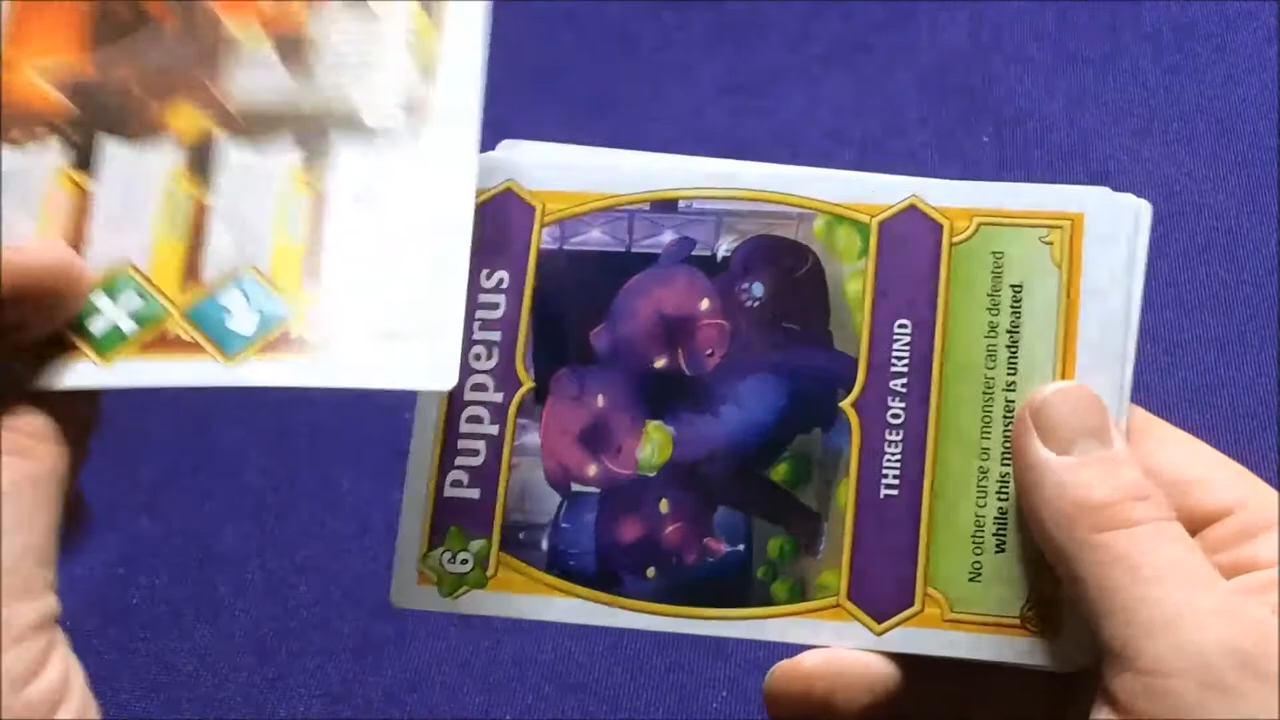 Pupperus
6
THREE OF A KIND
No other curse or monster can be defeated
while this monster is undefeated.